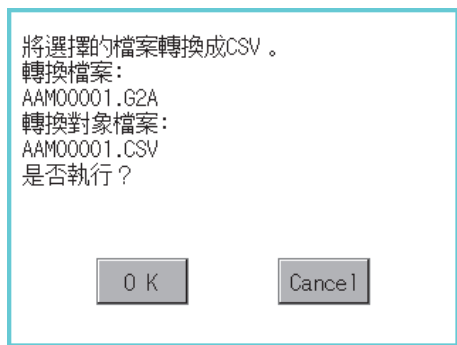 將選擇的檔案轉換成CSV。
轉換檔案:
AAM00001.G2A
轉換對象檔案:
AAM00001.CSV
是否執行？
OK
Cancel